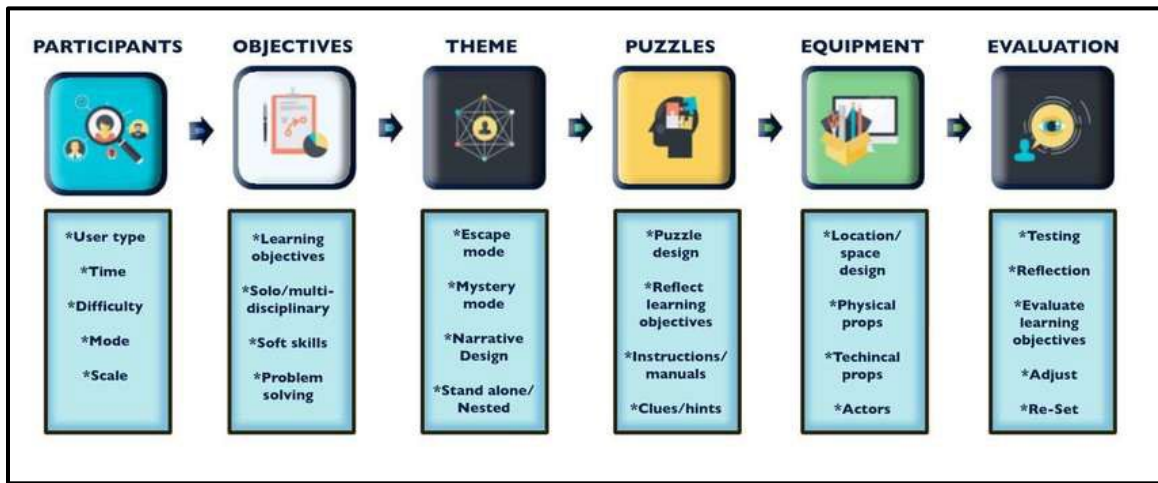 PARTICIPANTS
OBJECTIVES
THEME
PUZZLES
EQUIPMENT
EVALUATION
*User type
*Time
*Difficulty
*Mode
*Scale
*Learning
objectives
*Solo/multi-
disciplinary
*Soft skills
*Problem
solving
*Escape
mode
*Mystery
mode
*Narrative
Design
*Stand alone/
Nested
*Puzzle
design
*Reflect
learning
objectives
*Instructions/
manuals
*Clues/hints
*Location/
space
design
*Physical
props
*Techincal
props
*Actors
*Testing
*Reflection
*Evaluate
learning
objectives
*Adjust
*Re-Set